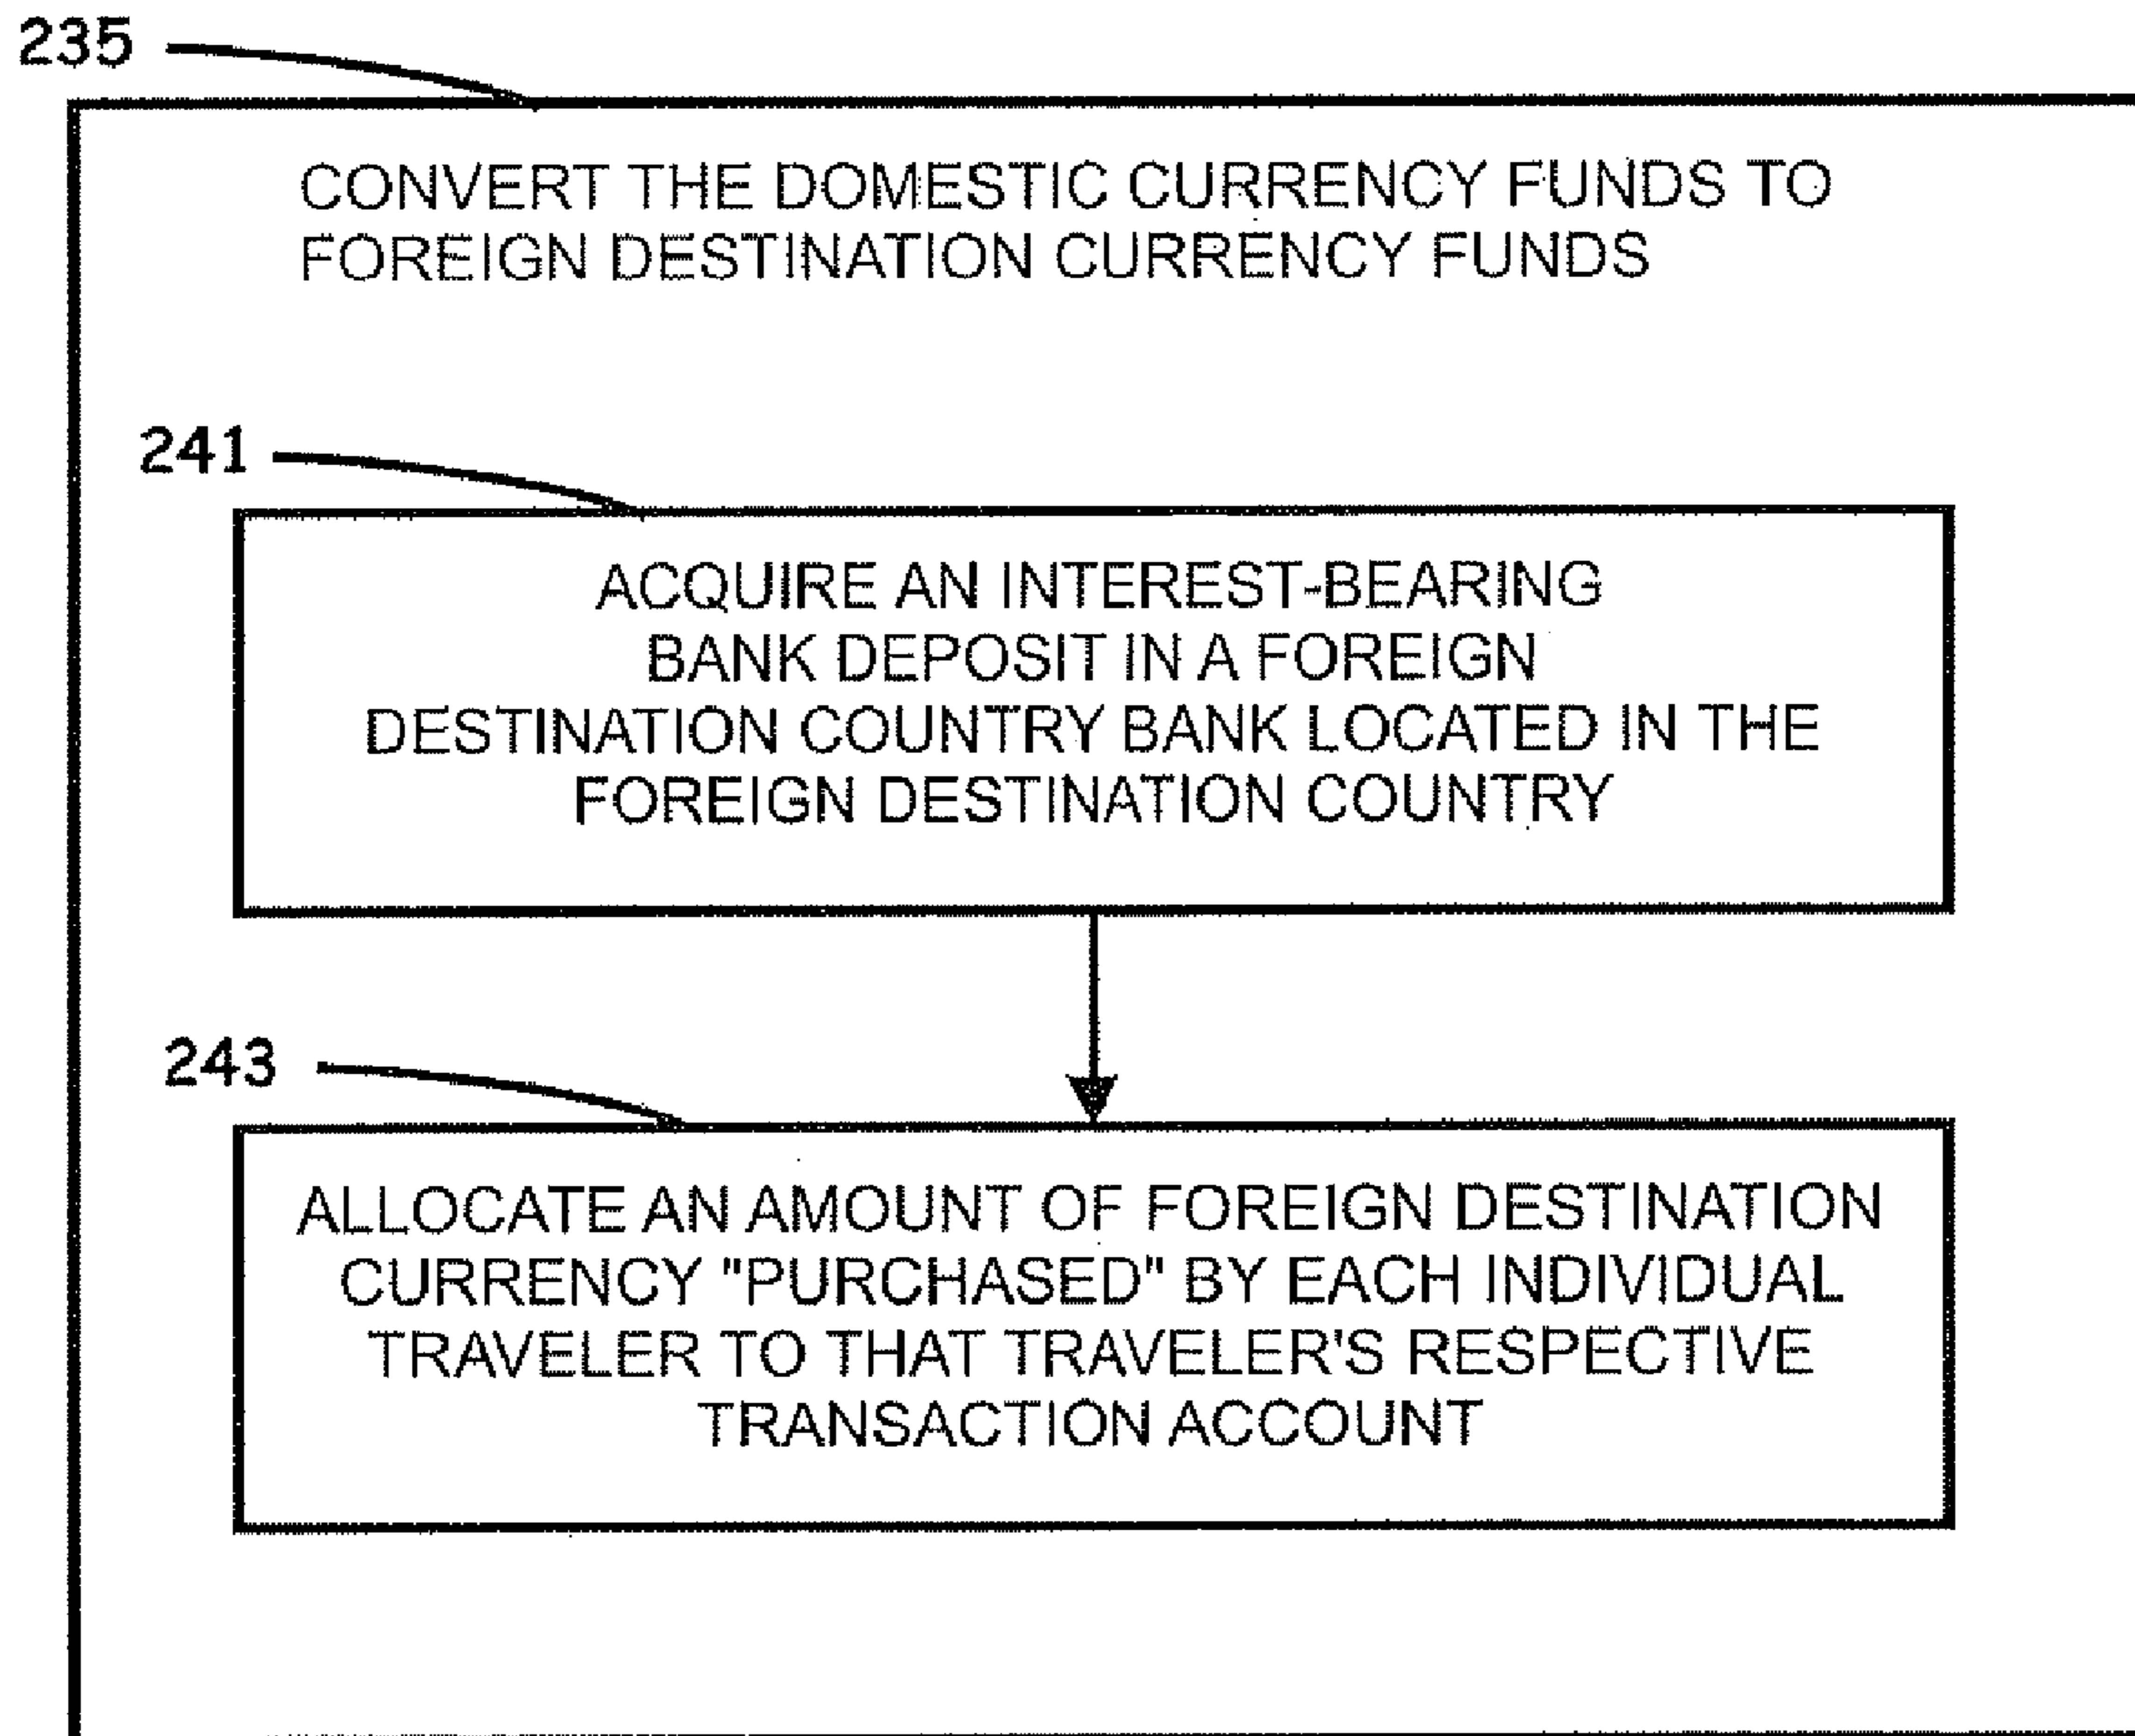 235
CONVERT THE DOMESTIC CURRENCY FUNDS TO
FOREIGN DESTINATION CURRENCY FUNDS
241
ACQUIRE AN INTEREST-BEARING
BANK DEPOSIT IN A FOREIGN
DESTINATION COUNTRY BANK LOCATED IN THE
FOREIGN DESTINATION COUNTRY
243
ALLOCATE AN AMOUNT OF FOREIGN DESTINATION
CURRENCY "PURCHASED" BY EACH INDIVIDUAL
TRAVELER TO THAT TRAVELER'S RESPECTIVE
TRANSACTION ACCOUNT